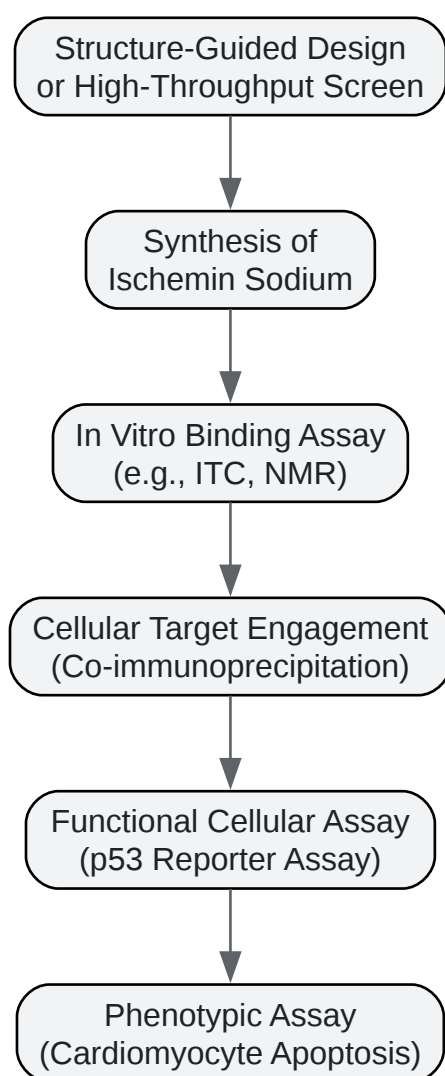 Structure-Guided Design
or High-Throughput Screen
Synthesis of
Ischemin Sodium
In Vitro Binding Assay
(e.g., ITC, NMR)
Cellular Target Engagement
(Co-immunoprecipitation)
Functional Cellular Assay
(p53 Reporter Assay)
Phenotypic Assay
(Cardiomyocyte Apoptosis)